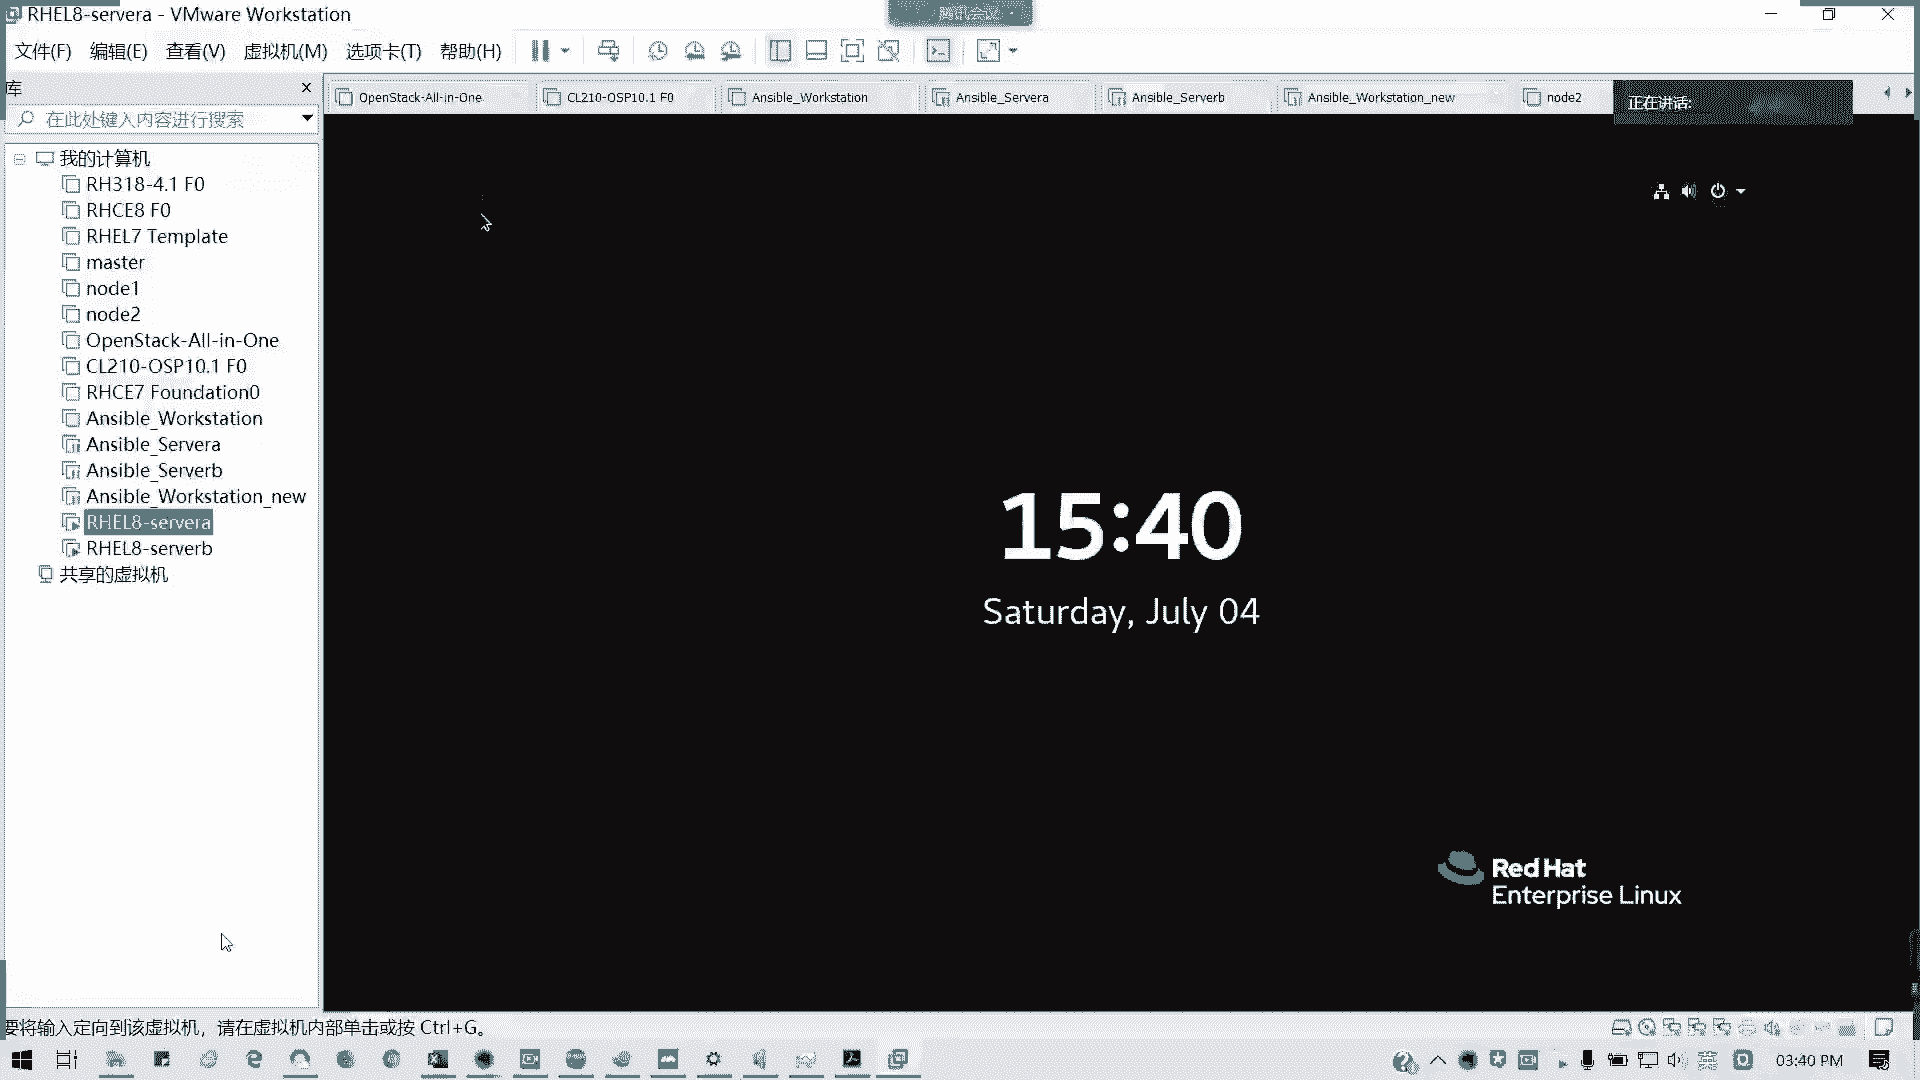 RHEL8-servera - VMware Workstation
腾讯会议
文件(F) 编辑(E) 查看(V) 虚拟机(M) 选项卡(T) 帮助(H)
库
在此处键入内容进行搜索
OpenStack-All-in-One CL210-OSP10.1 F0 Ansible_Workstation Ansible_Servera Ansible_Serverb Ansible_Workstation_new node2
正在讲话:
我的计算机
RH318-4.1 F0
RHCE8 F0
RHEL7 Template
master
node1
node2
OpenStack-All-in-One
CL210-OSP10.1 F0
RHCE7 Foundation0
Ansible_Workstation
Ansible_Servera
Ansible_Serverb
Ansible_Workstation_new
RHEL8-servera
RHEL8-serverb
共享的虚拟机
15:40
Saturday, July 04
Red Hat
Enterprise Linux
要将输入定向到该虚拟机，请在虚拟机内部单击或按 Ctrl+G。
英
03:40 PM